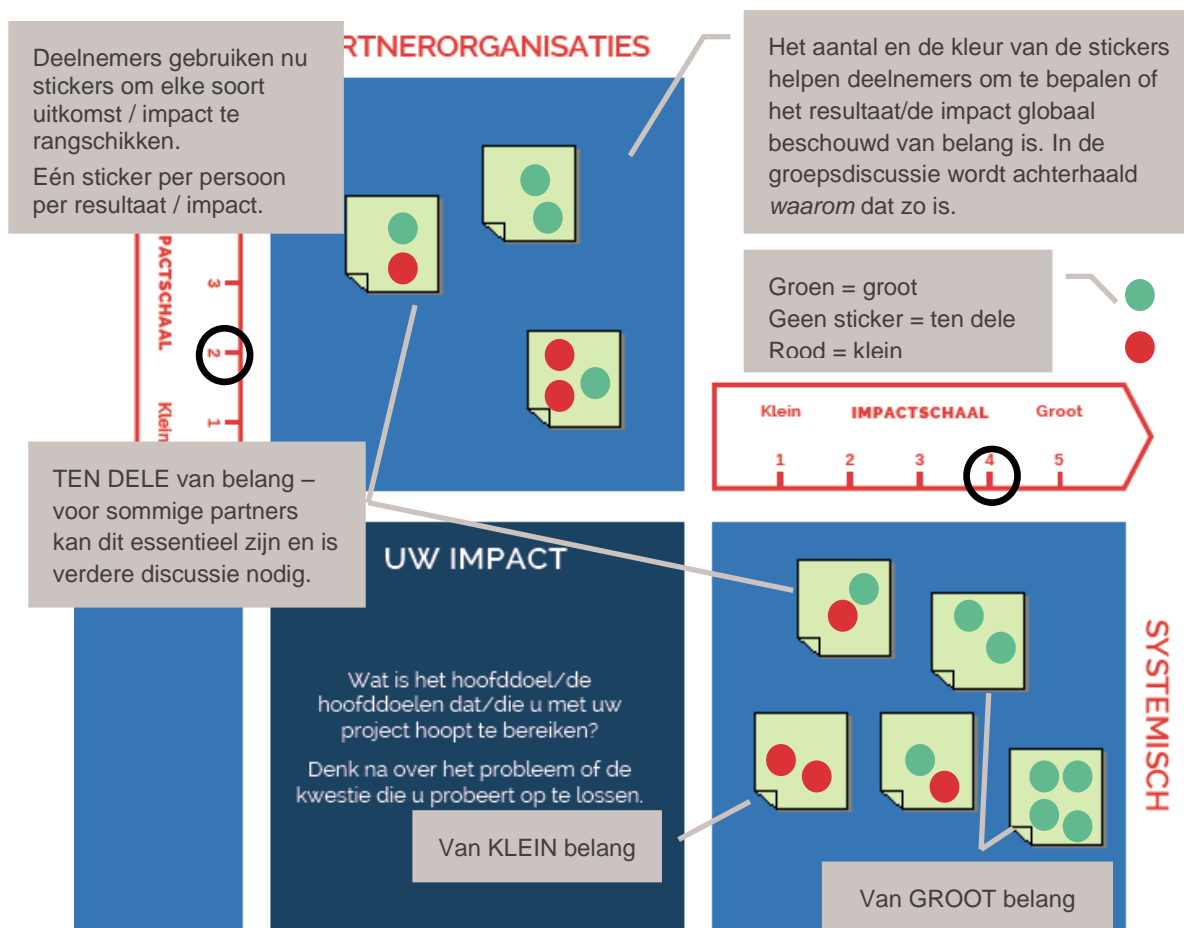 RTNERORGANISATIES
Deelnemers gebruiken nu
stickers om elke soort
uitkomst / impact te
rangschikken.
Eén sticker per persoon
per resultaat / impact.
Het aantal en de kleur van de stickers
helpen deelnemers om te bepalen of
het resultaat/de impact globaal
beschouwd van belang is. In de
groepsdiscussie wordt achterhaald
waarom dat zo is.
Groen = groot
Geen sticker = ten dele
Rood = klein
PACTSCHAAL
Klein
3
2
1
Klein IMPACTSCHAAL Groot
1 2 3 4 5
TEN DELE van belang –
voor sommige partners
kan dit essentieel zijn en is
verdere discussie nodig.
UW IMPACT
Wat is het hoofddoel/de
hoofddoelen dat/die u met uw
project hoopt te bereiken?
Denk na over het probleem of de
kwestie die u probeert op te lossen.
SYSTEMISCH
Van KLEIN belang
Van GROOT belang